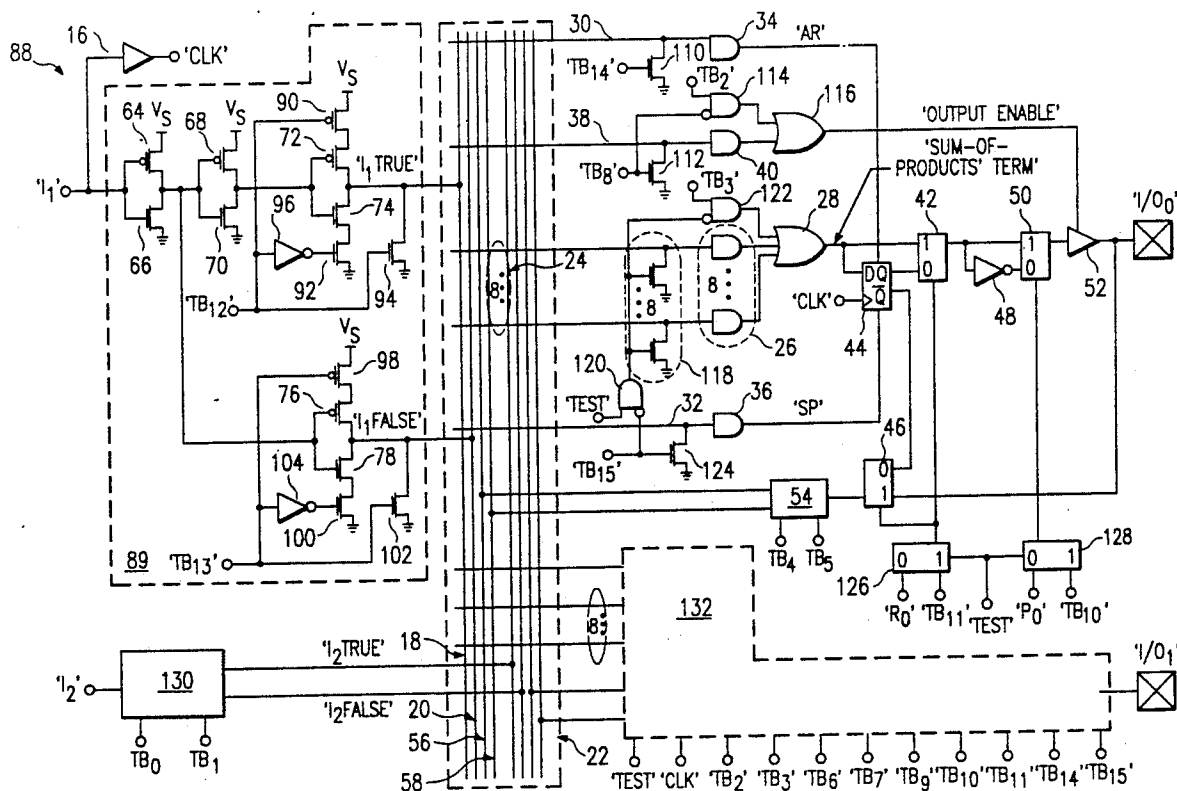 88
16
'CLK'
30
34
'AR'
'TB14'
110
'TB2'
114
116
VS
64
68
VS
90
VS
38
'OUTPUT ENABLE'
72
'I1 TRUE'
'TB8'
112
40
'SUM-OF-
PRODUCTS' TERM'
'I1'
96
74
'TB3'
122
28
42
50
'I/O0'
66
70
92
94
24
8
8
8
1
0
1
0
DQ
Q
'CLK'
44
48
52
'TB12'
VS
98
120
118
26
76
'I1 FALSE'
'TEST'
32
36
'SP'
46
0
1
78
104
'TB15'
124
54
100
102
TB4
TB5
89
'TB13'
126
0
1
0
1
128
'R0'
'TB11'
'TEST'
'P0'
'TB10'
8
132
'I2 TRUE'
18
'I2'
130
'I/O1'
'I2 FALSE'
20
56
58
22
TB0
TB1
'TEST'
'CLK'
'TB2'
'TB3'
'TB6'
'TB7'
'TB9'
'TB10'
'TB11'
'TB14'
'TB15'